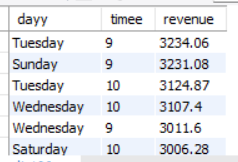 dayy timee revenue
Tuesday 9 3234.06
Sunday 9 3231.08
Tuesday 10 3124.87
Wednesday 10 3107.4
Wednesday 9 3011.6
Saturday 10 3006.28